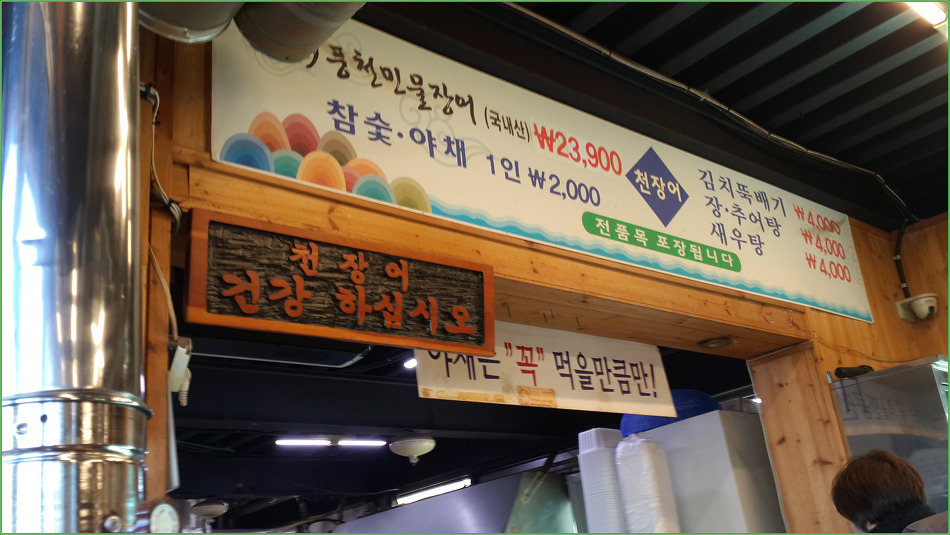 풍천민물장어 (국내산) ₩23,900
참숯·야채 1인 ₩2,000
천장어
김치뚝배기 ₩4,000
장·추어탕 ₩4,000
새우탕 ₩4,000
전품목 포장됩니다
천장어
건강 하십시오
야채는 "꼭" 먹을만큼만!